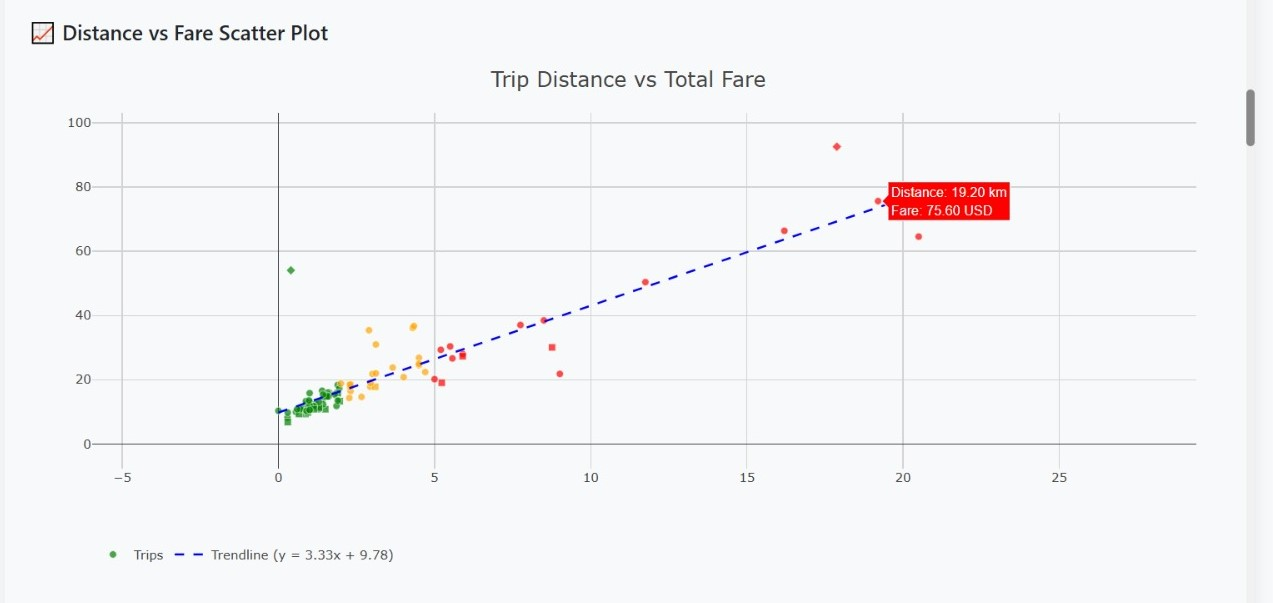 Distance vs Fare Scatter Plot
Trip Distance vs Total Fare
100
80
60
40
20
0
Distance: 19.20 km
Fare: 75.60 USD
−5
0
5
10
15
20
25
Trips
Trendline (y = 3.33x + 9.78)